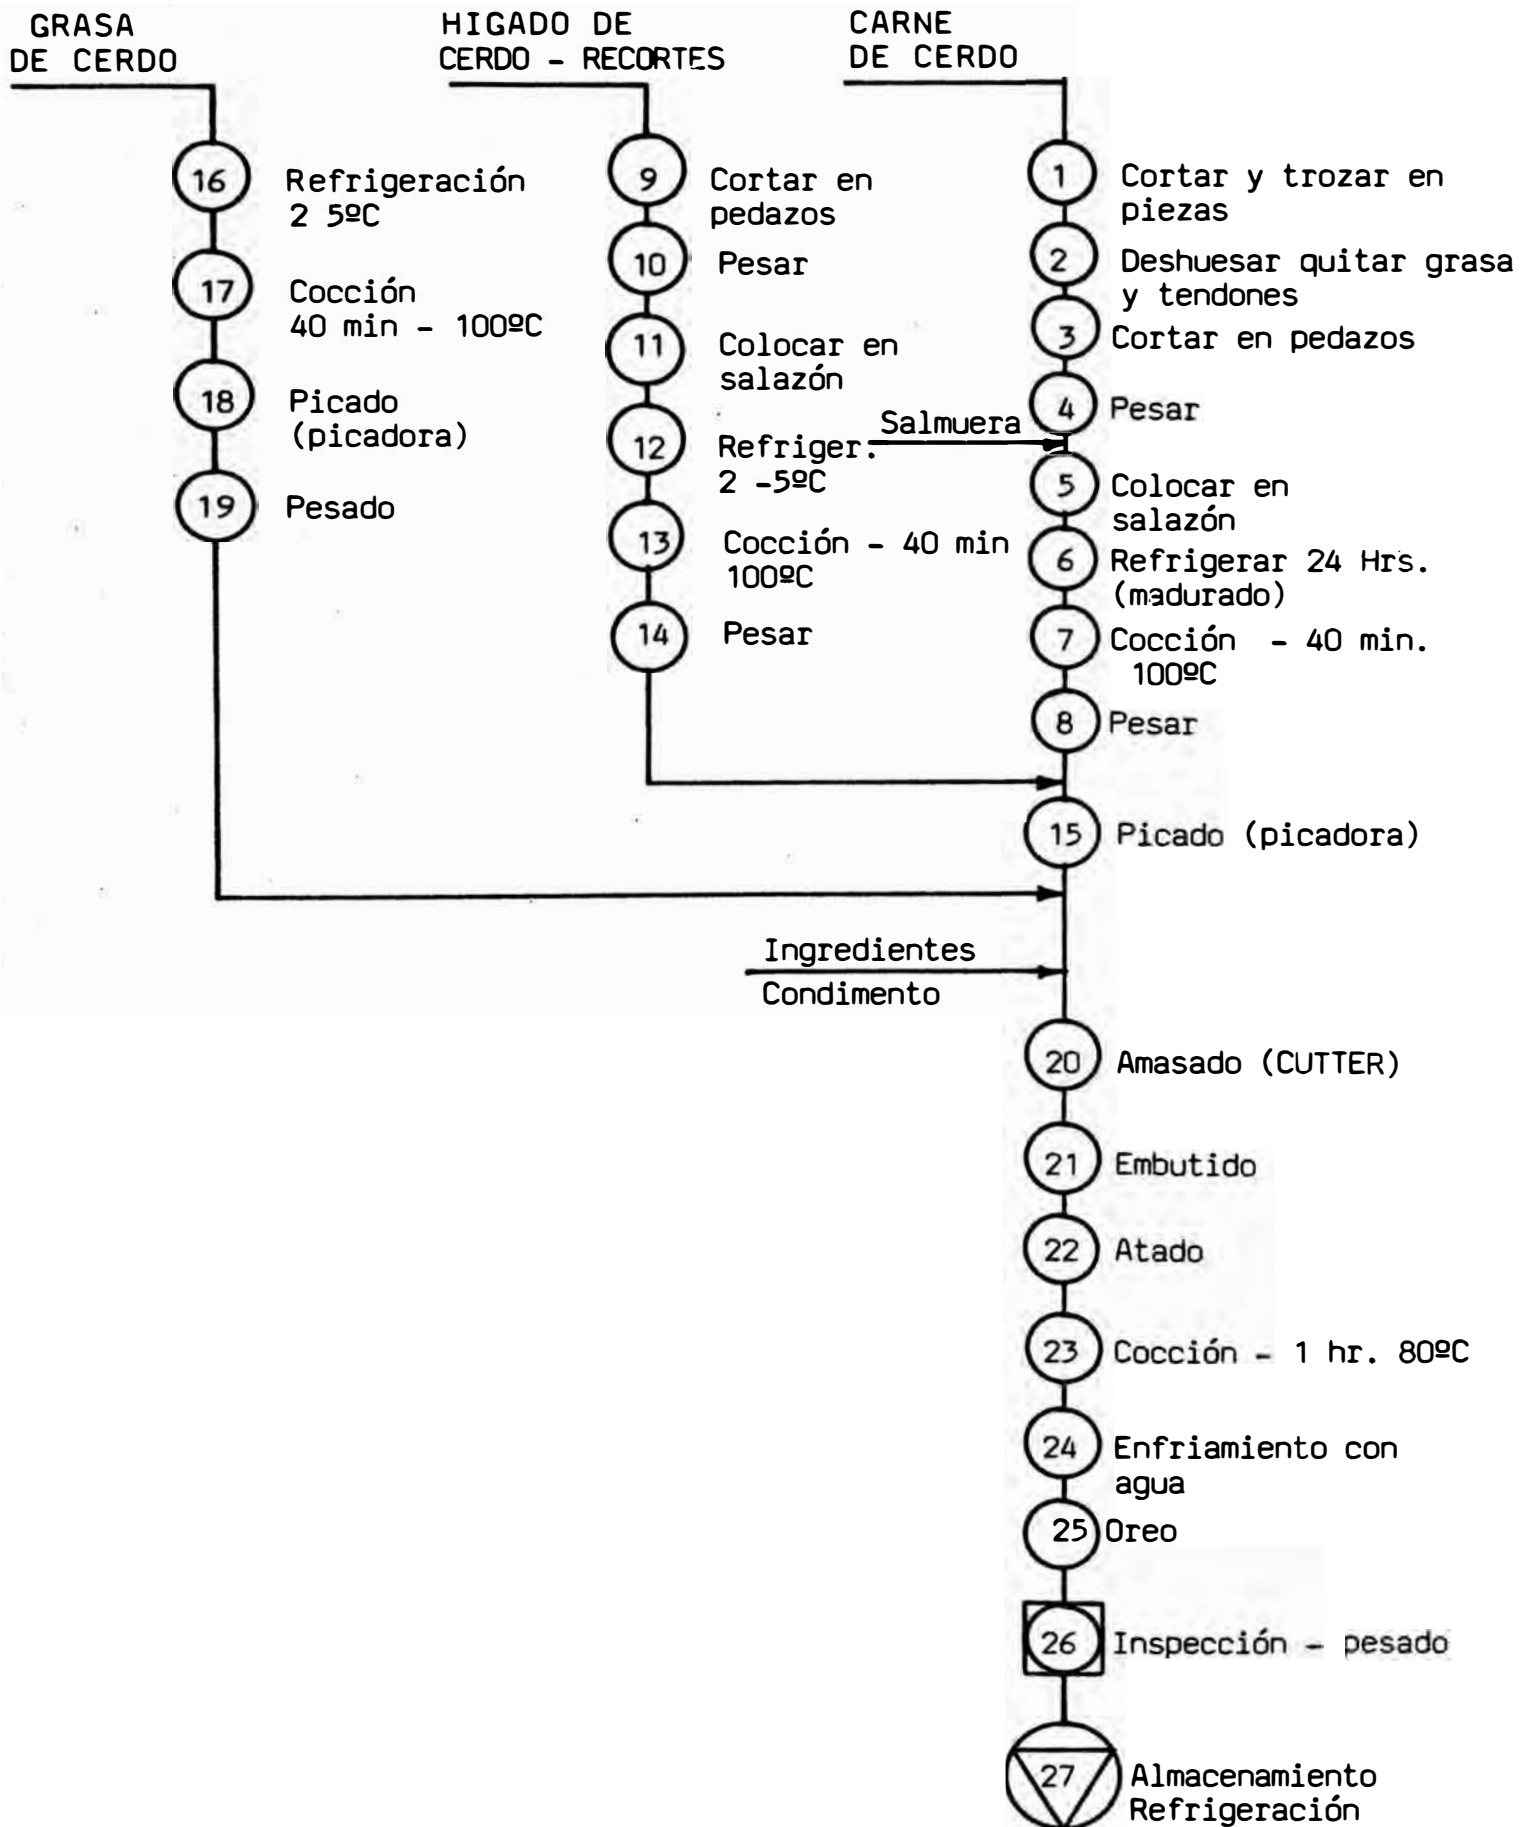 GRASA
DE CERDO
16
Refrigeración
2 5ºC
17
Cocción
40 min - 100ºC
18
Picado
(picadora)
19
Pesado
HIGADO DE
CERDO - RECORTES
9
Cortar en
pedazos
10
Pesar
11
Colocar en
salazón
12
Refriger.
2 -5ºC
13
Cocción - 40 min
100ºC
14
Pesar
CARNE
DE CERDO
1
Cortar y trozar en
piezas
2
Deshuesar quitar grasa
y tendones
3
Cortar en pedazos
4
Pesar
Salmuera
5
Colocar en
salazón
6
Refrigerar 24 Hrs.
(madurado)
7
Cocción - 40 min.
100ºC
8
Pesar
15
Picado (picadora)
Ingredientes
Condimento
20
Amasado (CUTTER)
21
Embutido
22
Atado
23
Cocción - 1 hr. 80ºC
24
Enfriamiento con
agua
25
Oreo
26
Inspección - pesado
27
Almacenamiento
Refrigeración